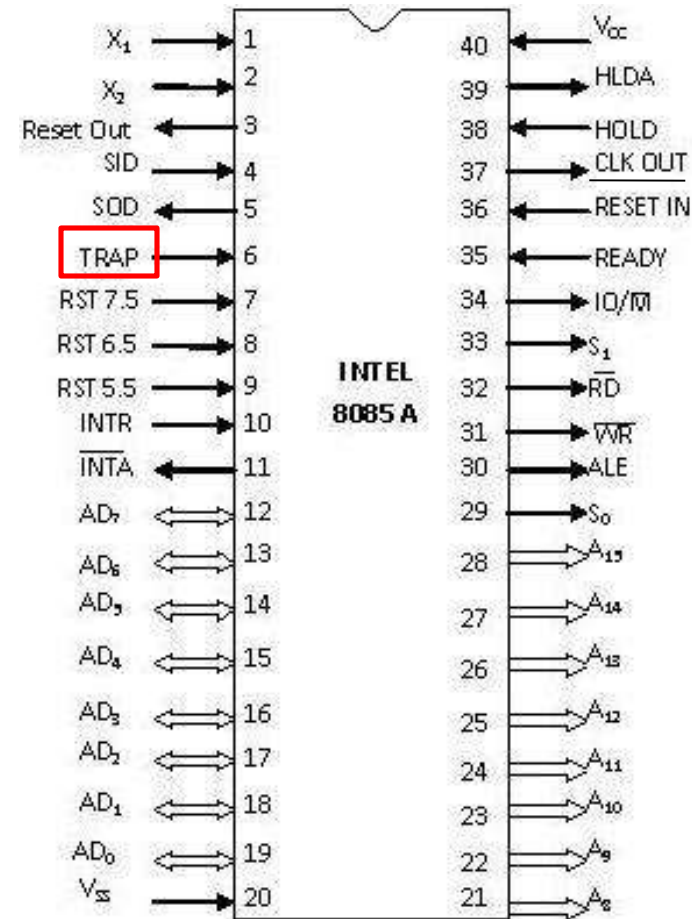 X₁ 1 40 Vcc
X₂ 2 39 HLDA
Reset Out 3 38 HOLD
SID 4 37 CLK OUT
SOD 5 36 RESET IN
TRAP 6 35 READY
RST 7.5 7 34 IO/M̅
RST 6.5 8 33 S₁
RST 5.5 9 32 R̅D̅
INTEL
8085 A
INTR 10 31 W̅R̅
I̅N̅T̅A̅ 11 30 ALE
AD₇ 12 29 S₀
AD₆ 13 28 A₁₅
AD₅ 14 27 A₁₄
AD₄ 15 26 A₁₃
AD₃ 16 25 A₁₂
AD₂ 17 24 A₁₁
AD₁ 18 23 A₁₀
AD₀ 19 22 A₉
Vss 20 21 A₈